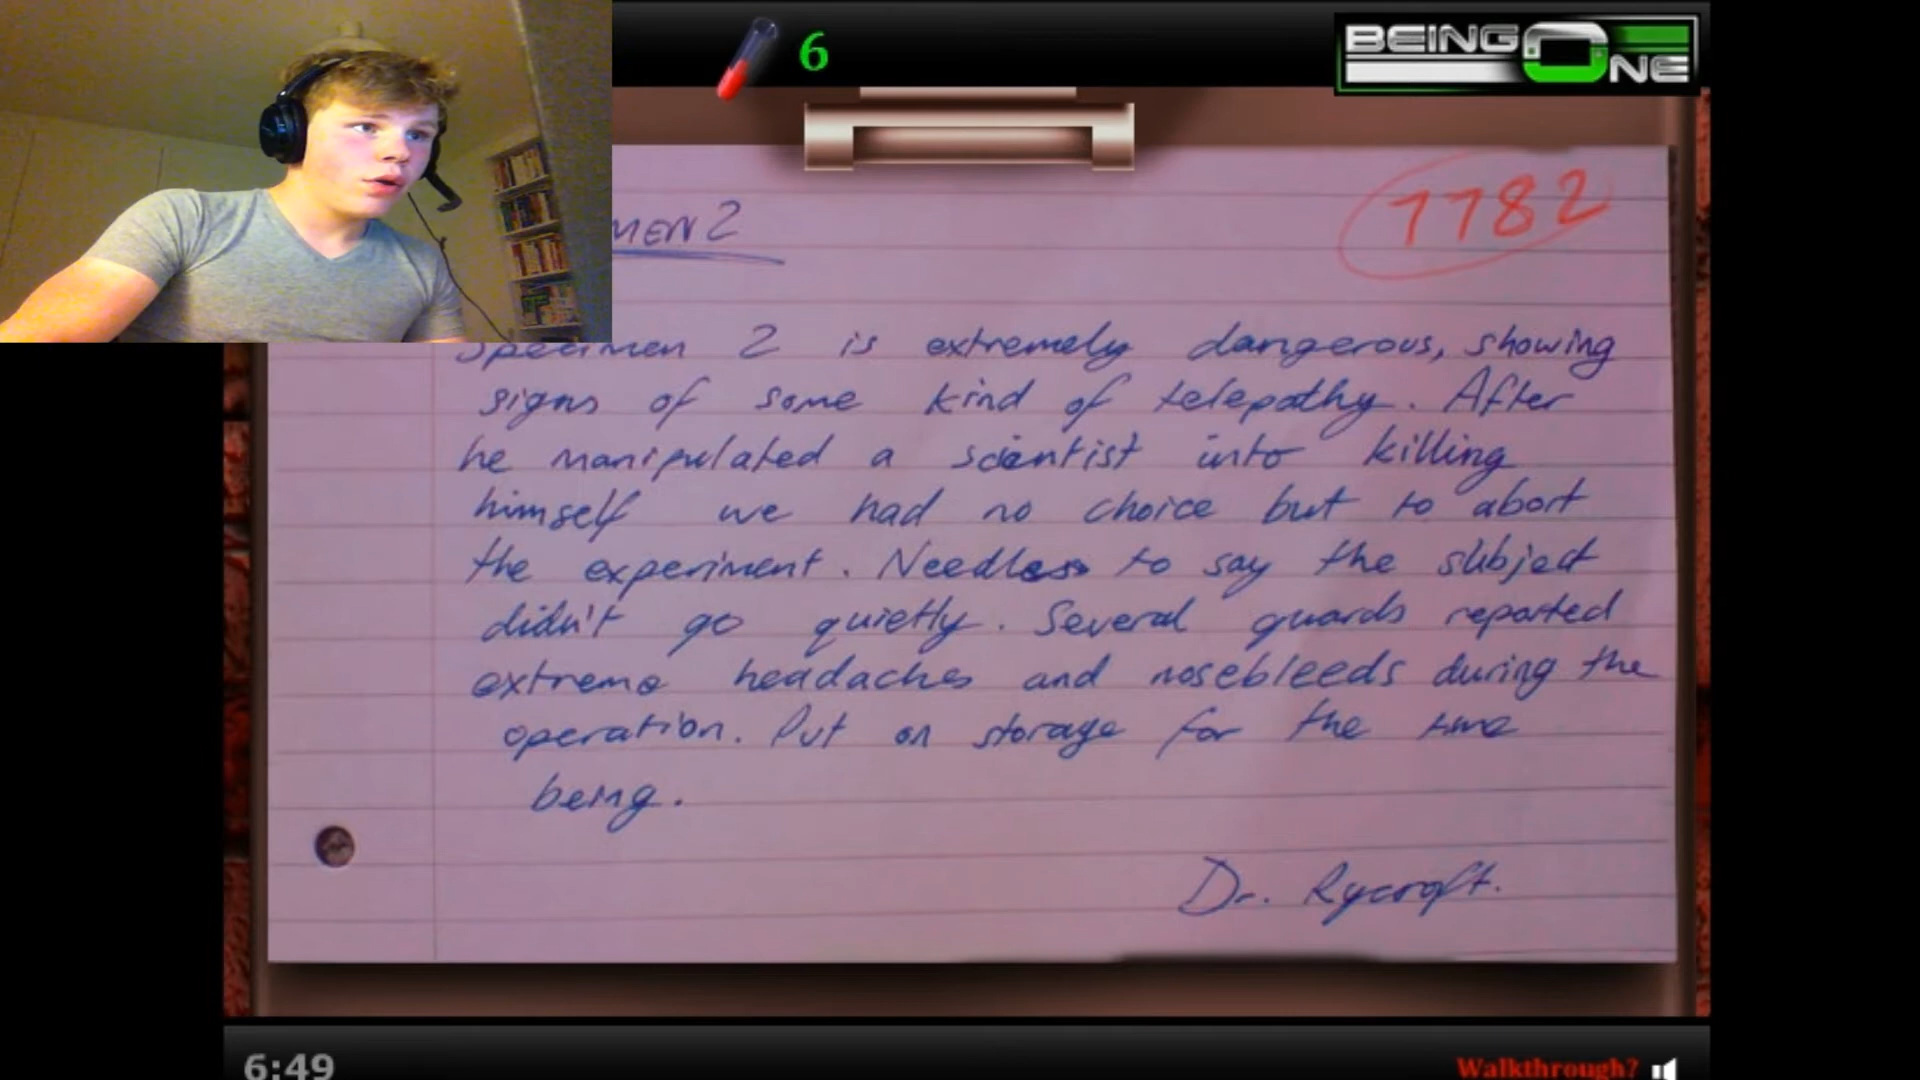 6
BEING ONE
7782
MEN 2
Specimen 2 is extremely dangerous, showing
signs of some kind of telepathy. After
he manipulated a scientist into killing
himself we had no choice but to abort
the experiment. Needless to say the subject
didn't go quietly. Several guards reported
extreme headaches and nosebleeds during the
operation. Put on storage for the time
being.
Dr. Rycroft.
6:49
Walkthrough?